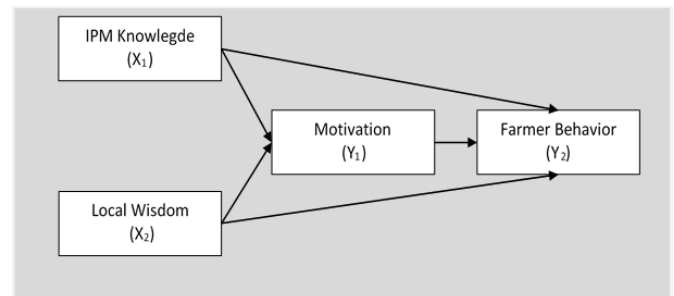 IPM Knowlegde
(X₁)
Motivation
(Y₁)
Farmer Behavior
(Y₂)
Local Wisdom
(X₂)